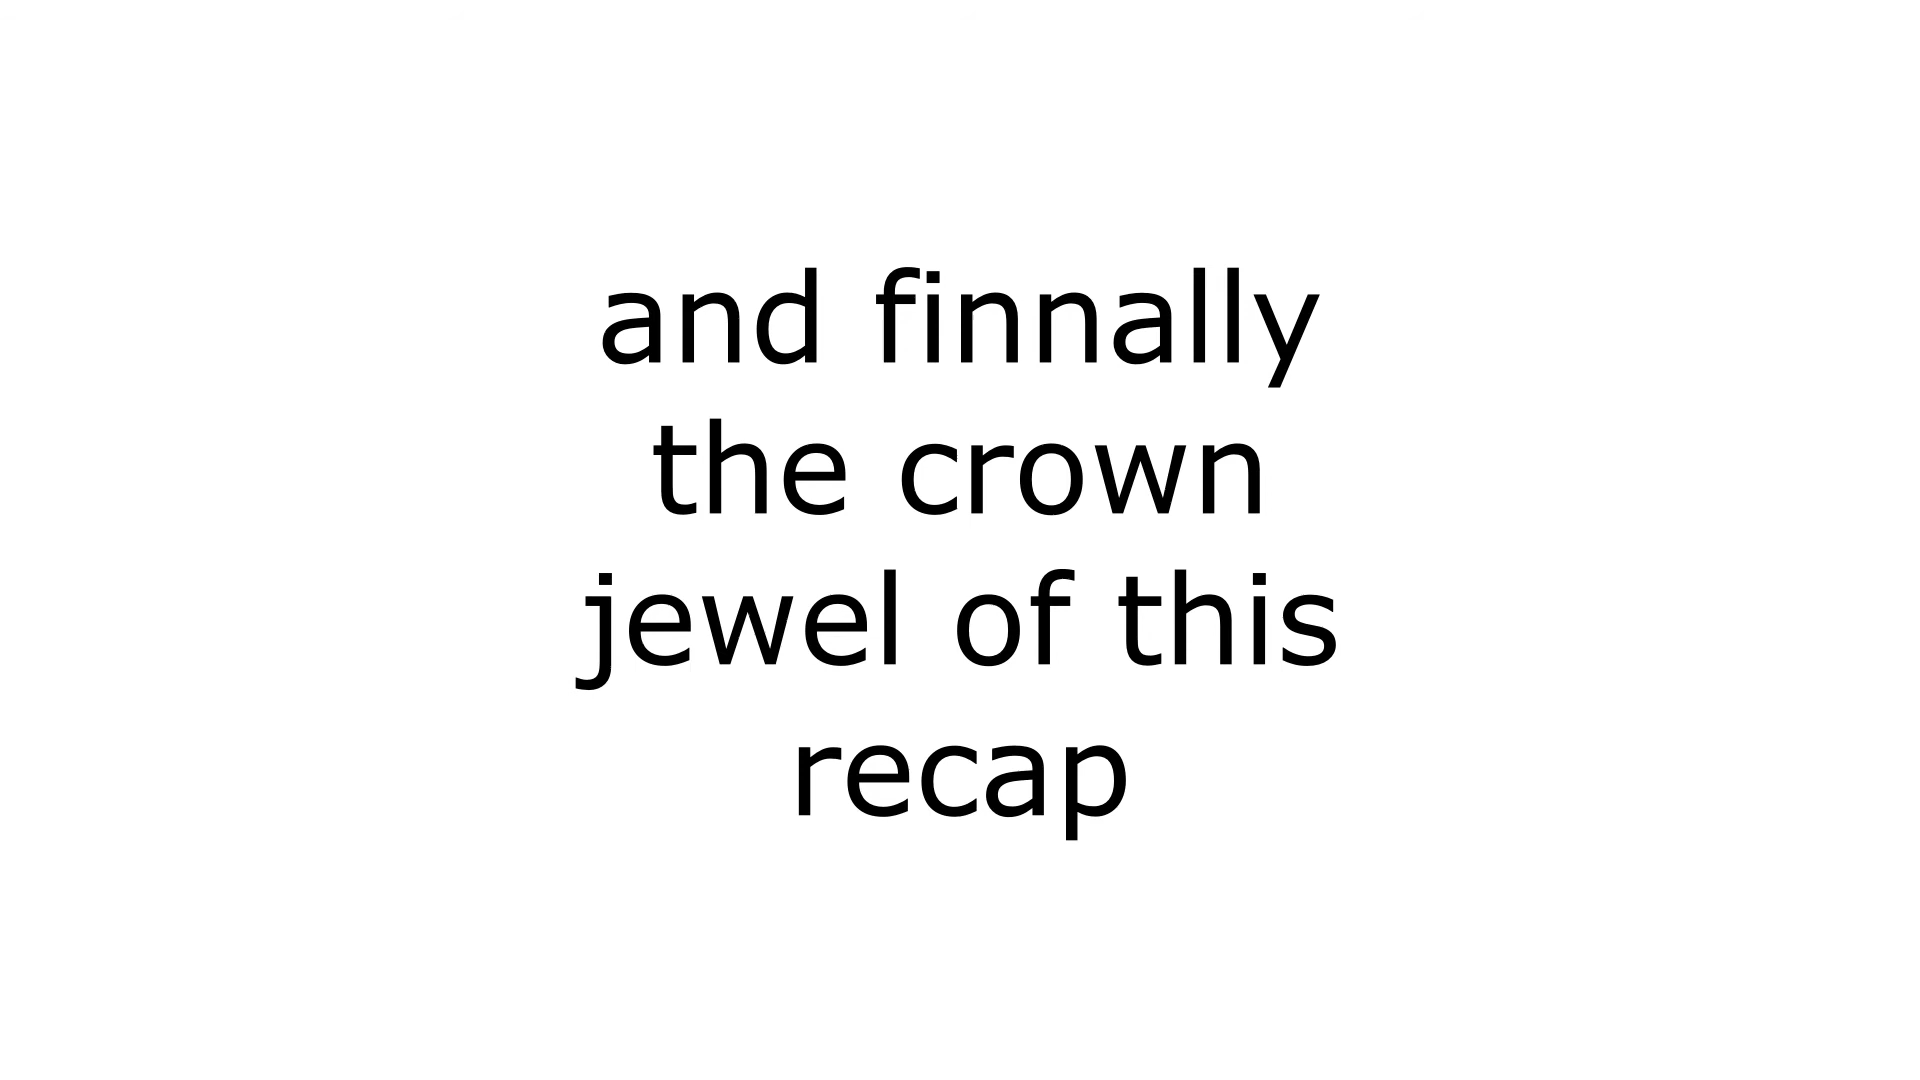 and finnally
the crown
jewel of this
recap